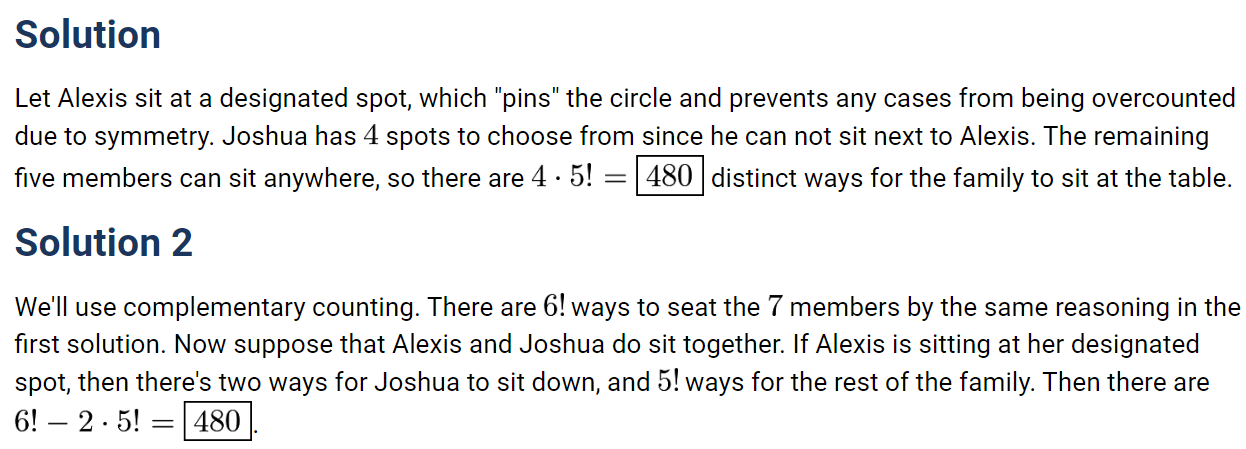 Solution
Let Alexis sit at a designated spot, which "pins" the circle and prevents any cases from being overcounted
due to symmetry. Joshua has 4 spots to choose from since he can not sit next to Alexis. The remaining
five members can sit anywhere, so there are 4 · 5! = 480 distinct ways for the family to sit at the table.
Solution 2
We'll use complementary counting. There are 6! ways to seat the 7 members by the same reasoning in the
first solution. Now suppose that Alexis and Joshua do sit together. If Alexis is sitting at her designated
spot, then there's two ways for Joshua to sit down, and 5! ways for the rest of the family. Then there are
6! − 2 · 5! = 480.